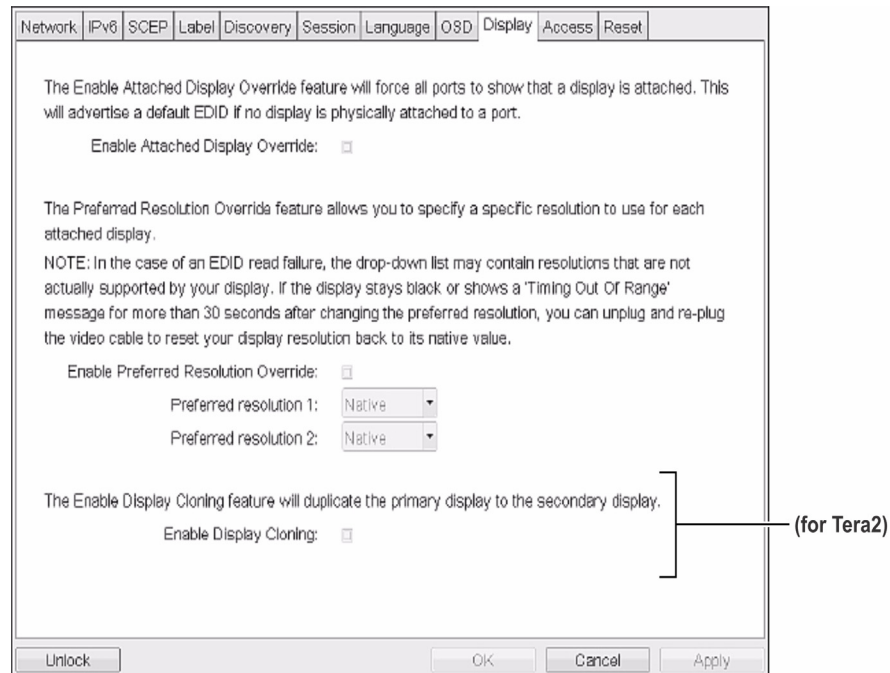 Network IPv6 SCEP Label Discovery Session Language OSD Display Access Reset
The Enable Attached Display Override feature will force all ports to show that a display is attached. This
will advertise a default EDID if no display is physically attached to a port.
Enable Attached Display Override:
The Preferred Resolution Override feature allows you to specify a specific resolution to use for each
attached display.
NOTE: In the case of an EDID read failure, the drop-down list may contain resolutions that are not
actually supported by your display. If the display stays black or shows a 'Timing Out Of Range'
message for more than 30 seconds after changing the preferred resolution, you can unplug and re-plug
the video cable to reset your display resolution back to its native value.
Enable Preferred Resolution Override:
Preferred resolution 1: Native
Preferred resolution 2: Native
The Enable Display Cloning feature will duplicate the primary display to the secondary display.
Enable Display Cloning:
(for Tera2)
Unlock OK Cancel Apply